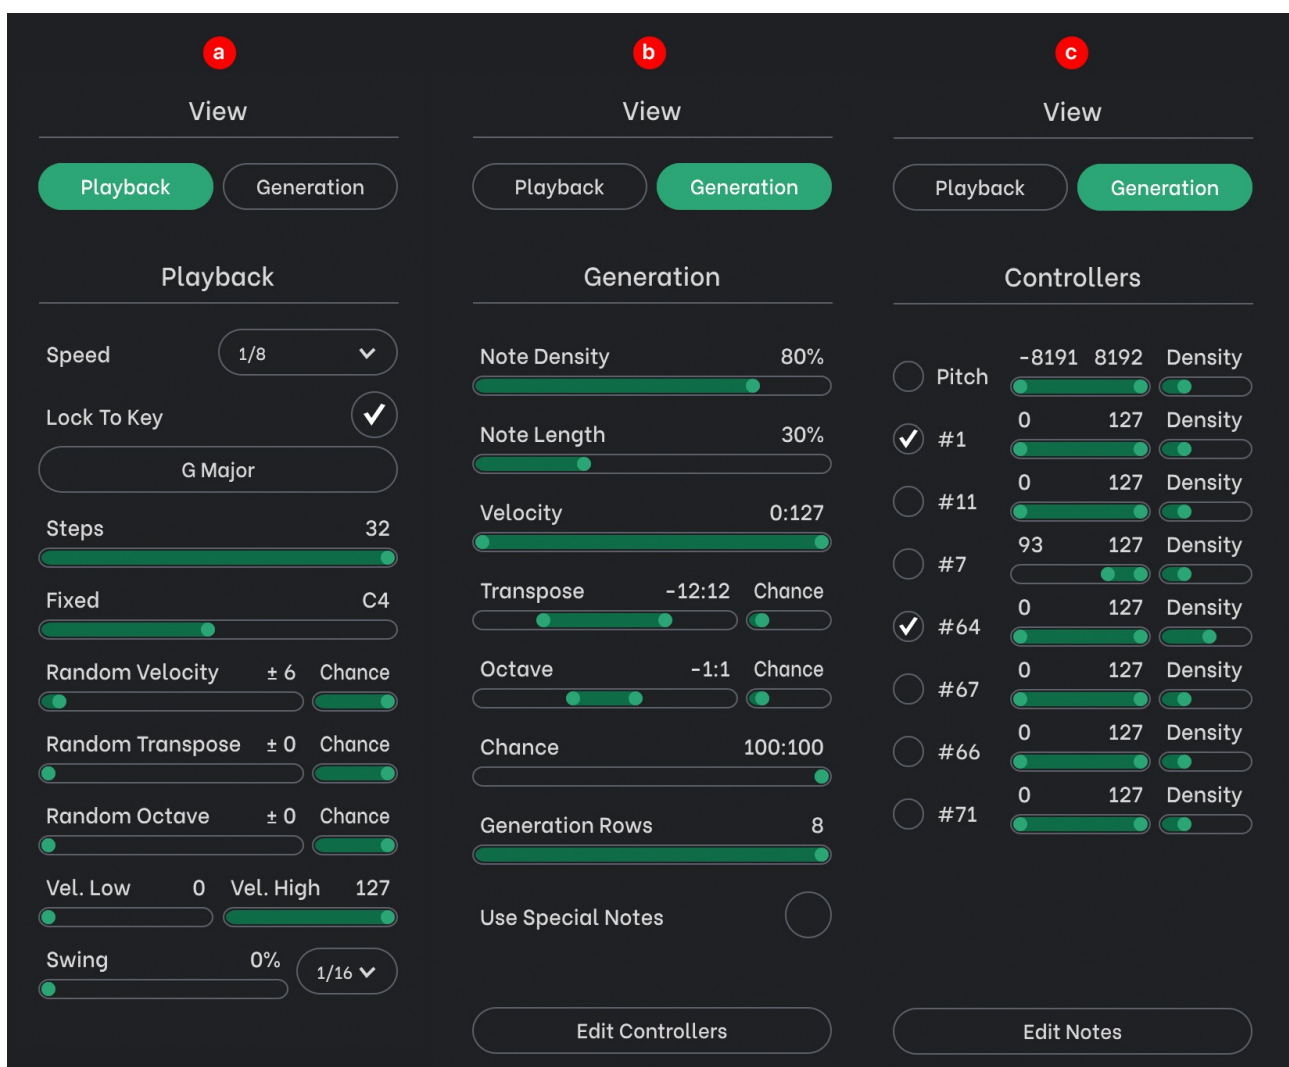 a
View
Playback Generation
Playback
Speed 1/8
Lock To Key
G Major
Steps 32
Fixed C4
Random Velocity ± 6 Chance
Random Transpose ± 0 Chance
Random Octave ± 0 Chance
Vel. Low 0 Vel. High 127
Swing 0% 1/16
b
View
Playback Generation
Generation
Note Density 80%
Note Length 30%
Velocity 0:127
Transpose -12:12 Chance
Octave -1:1 Chance
Chance 100:100
Generation Rows 8
Use Special Notes
Edit Controllers
c
View
Playback Generation
Controllers
Pitch -8191 8192 Density
#1 0 127 Density
#11 0 127 Density
#7 93 127 Density
#64 0 127 Density
#67 0 127 Density
#66 0 127 Density
#71 0 127 Density
Edit Notes